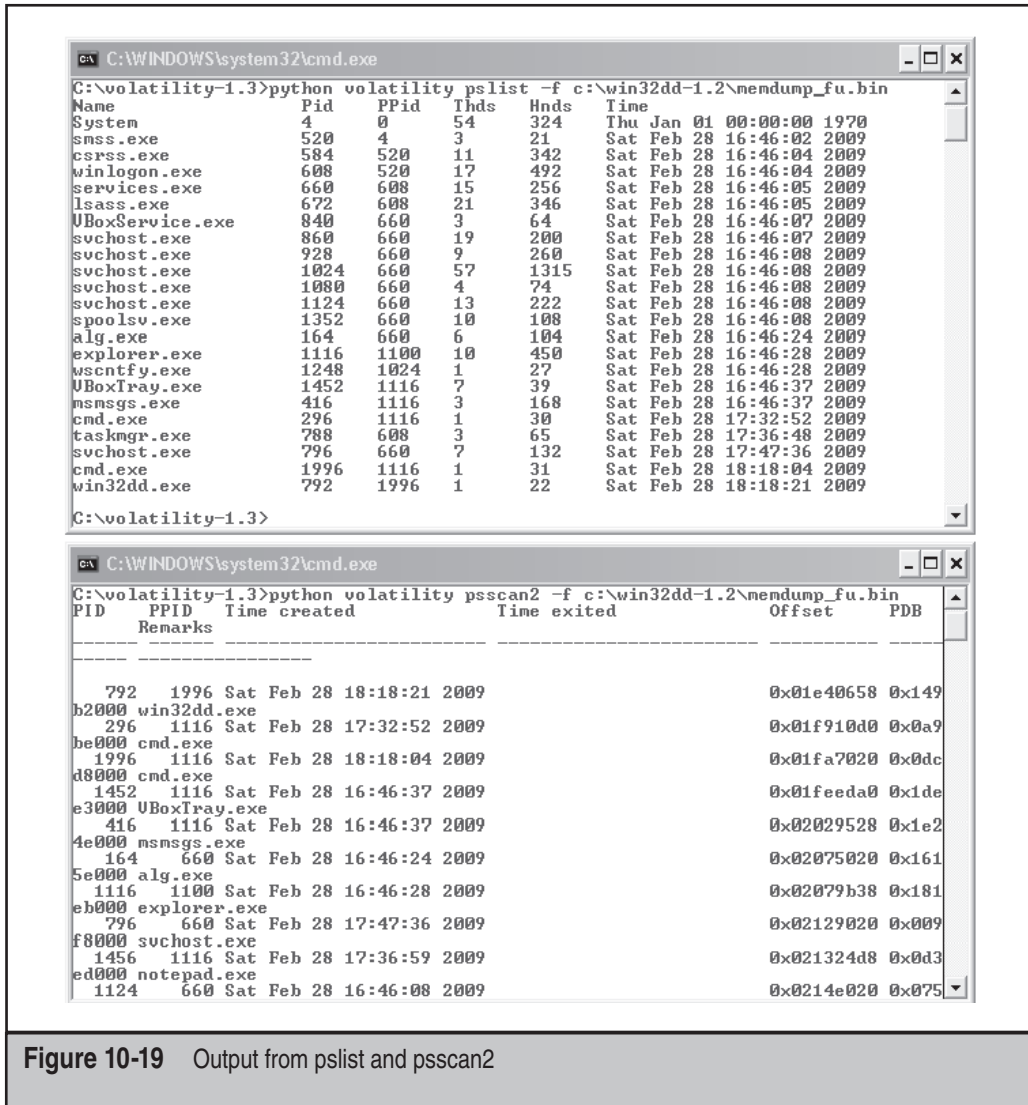 C:\WINDOWS\system32\cmd.exe
C:\volatility-1.3>python volatility pslist -f c:\win32dd-1.2\memdump_fu.bin
Name Pid PPid Thds Hnds Time
System 4 0 54 324 Thu Jan 01 00:00:00 1970
smss.exe 520 4 3 21 Sat Feb 28 16:46:02 2009
csrss.exe 584 520 11 342 Sat Feb 28 16:46:04 2009
winlogon.exe 608 520 17 492 Sat Feb 28 16:46:04 2009
services.exe 660 608 15 256 Sat Feb 28 16:46:05 2009
lsass.exe 672 608 21 346 Sat Feb 28 16:46:05 2009
VBoxService.exe 840 660 3 64 Sat Feb 28 16:46:07 2009
svchost.exe 860 660 19 200 Sat Feb 28 16:46:07 2009
svchost.exe 928 660 9 260 Sat Feb 28 16:46:08 2009
svchost.exe 1024 660 57 1315 Sat Feb 28 16:46:08 2009
svchost.exe 1080 660 4 74 Sat Feb 28 16:46:08 2009
svchost.exe 1124 660 13 222 Sat Feb 28 16:46:08 2009
spoolsv.exe 1352 660 10 108 Sat Feb 28 16:46:08 2009
alg.exe 164 660 6 104 Sat Feb 28 16:46:24 2009
explorer.exe 1116 1100 10 450 Sat Feb 28 16:46:28 2009
wscntfy.exe 1248 1024 1 27 Sat Feb 28 16:46:28 2009
VBoxTray.exe 1452 1116 7 39 Sat Feb 28 16:46:37 2009
msmsgs.exe 416 1116 3 168 Sat Feb 28 16:46:37 2009
cmd.exe 296 1116 1 30 Sat Feb 28 17:32:52 2009
taskmgr.exe 788 608 3 65 Sat Feb 28 17:36:48 2009
svchost.exe 796 660 7 132 Sat Feb 28 17:47:36 2009
cmd.exe 1996 1116 1 31 Sat Feb 28 18:18:04 2009
win32dd.exe 792 1996 1 22 Sat Feb 28 18:18:21 2009
C:\volatility-1.3>
C:\WINDOWS\system32\cmd.exe
C:\volatility-1.3>python volatility psscan2 -f c:\win32dd-1.2\memdump_fu.bin
PID PPID Time created Time exited Offset PDB
Remarks
------ ------ ------------------------ ------------------------ ---------- -----
----- ----------------
792 1996 Sat Feb 28 18:18:21 2009 0x01e40658 0x149
b2000 win32dd.exe
296 1116 Sat Feb 28 17:32:52 2009 0x01f910d0 0x0a9
be000 cmd.exe
1996 1116 Sat Feb 28 18:18:04 2009 0x01fa7020 0x0dc
d8000 cmd.exe
1452 1116 Sat Feb 28 16:46:37 2009 0x01feeda0 0x1de
e3000 VBoxTray.exe
416 1116 Sat Feb 28 16:46:37 2009 0x02029528 0x1e2
4e000 msmsgs.exe
164 660 Sat Feb 28 16:46:24 2009 0x02075020 0x161
5e000 alg.exe
1116 1100 Sat Feb 28 16:46:28 2009 0x02079b38 0x181
eb000 explorer.exe
796 660 Sat Feb 28 17:47:36 2009 0x02129020 0x009
f8000 svchost.exe
1456 1116 Sat Feb 28 17:36:59 2009 0x021324d8 0x0d3
ed000 notepad.exe
1124 660 Sat Feb 28 16:46:08 2009 0x0214e020 0x075
Figure 10-19 Output from pslist and psscan2